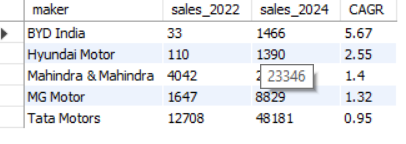 maker sales_2022 sales_2024 CAGR
BYD India 33 1466 5.67
Hyundai Motor 110 1390 2.55
Mahindra & Mahindra 4042 2 1.4
23346
MG Motor 1647 8829 1.32
Tata Motors 12708 48181 0.95